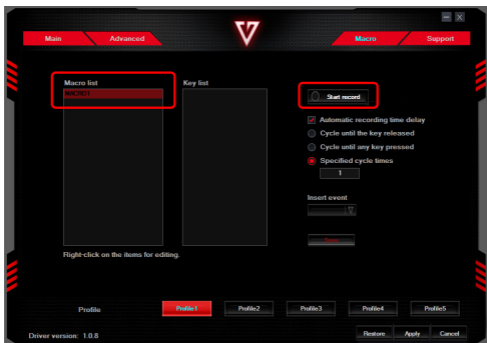 Main Advanced Macro Support
Macro list Key list
MACRO1
Start record
Automatic recording time delay
Cycle until the key released
Cycle until any key pressed
Specified cycle times
1
Insert event
Right-click on the items for editing.
Profile Profile1 Profile2 Profile3 Profile4 Profile5
Driver version: 1.0.8
Restore Apply Cancel